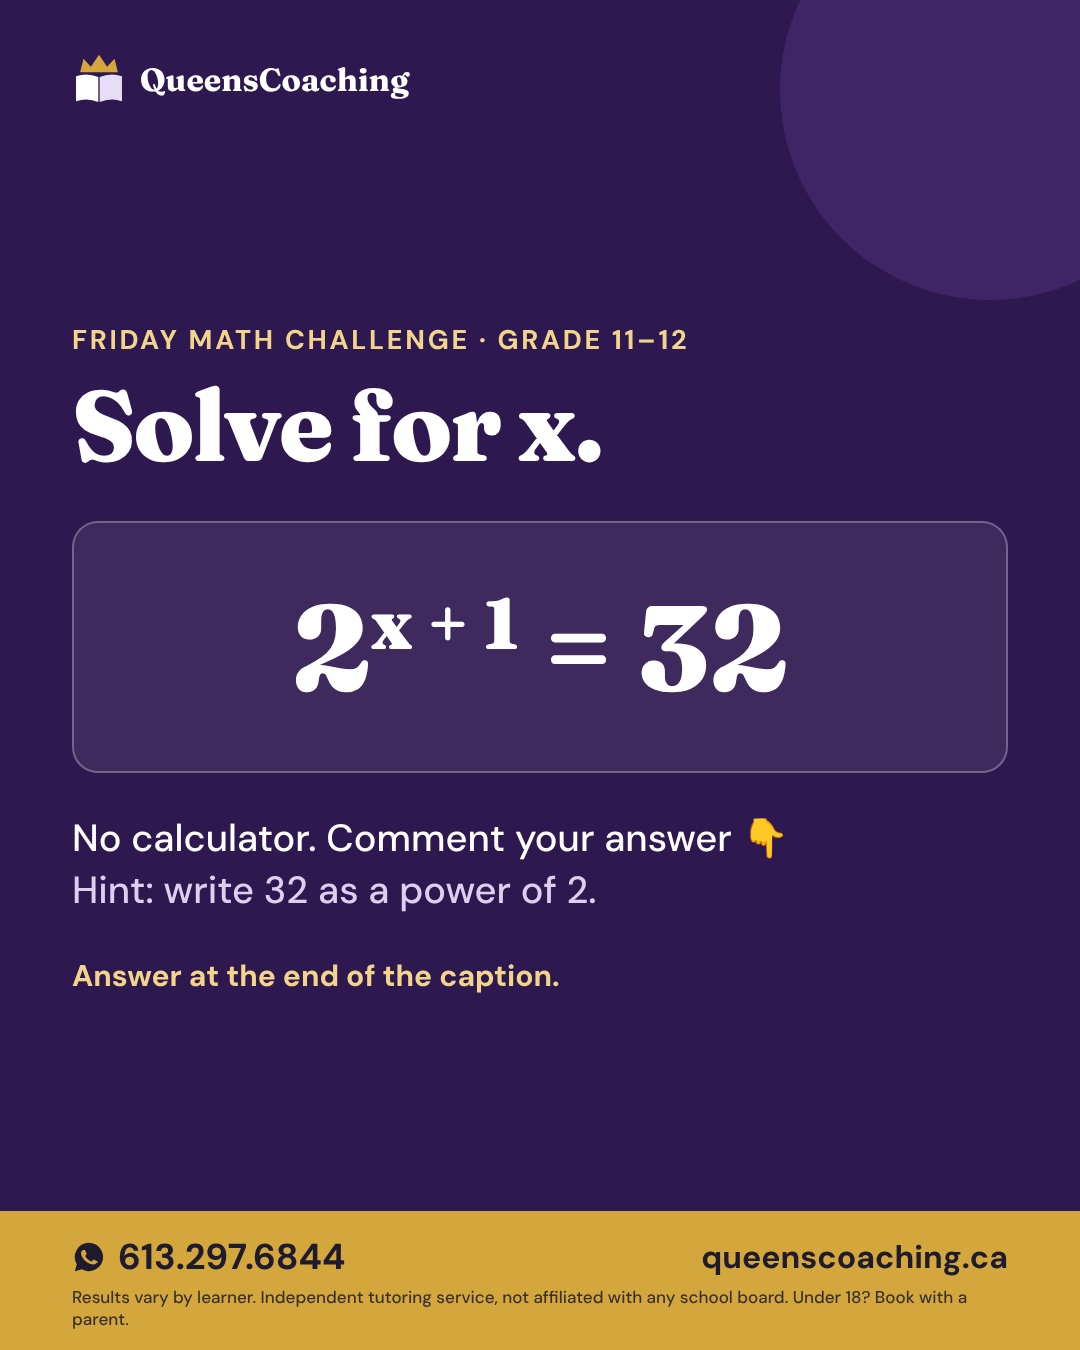 QueensCoaching
FRIDAY MATH CHALLENGE · GRADE 11–12
Solve for x.
2^(x + 1) = 32
No calculator. Comment your answer 👇
Hint: write 32 as a power of 2.
Answer at the end of the caption.
613.297.6844
queenscoaching.ca
Results vary by learner. Independent tutoring service, not affiliated with any school board. Under 18? Book with a
parent.